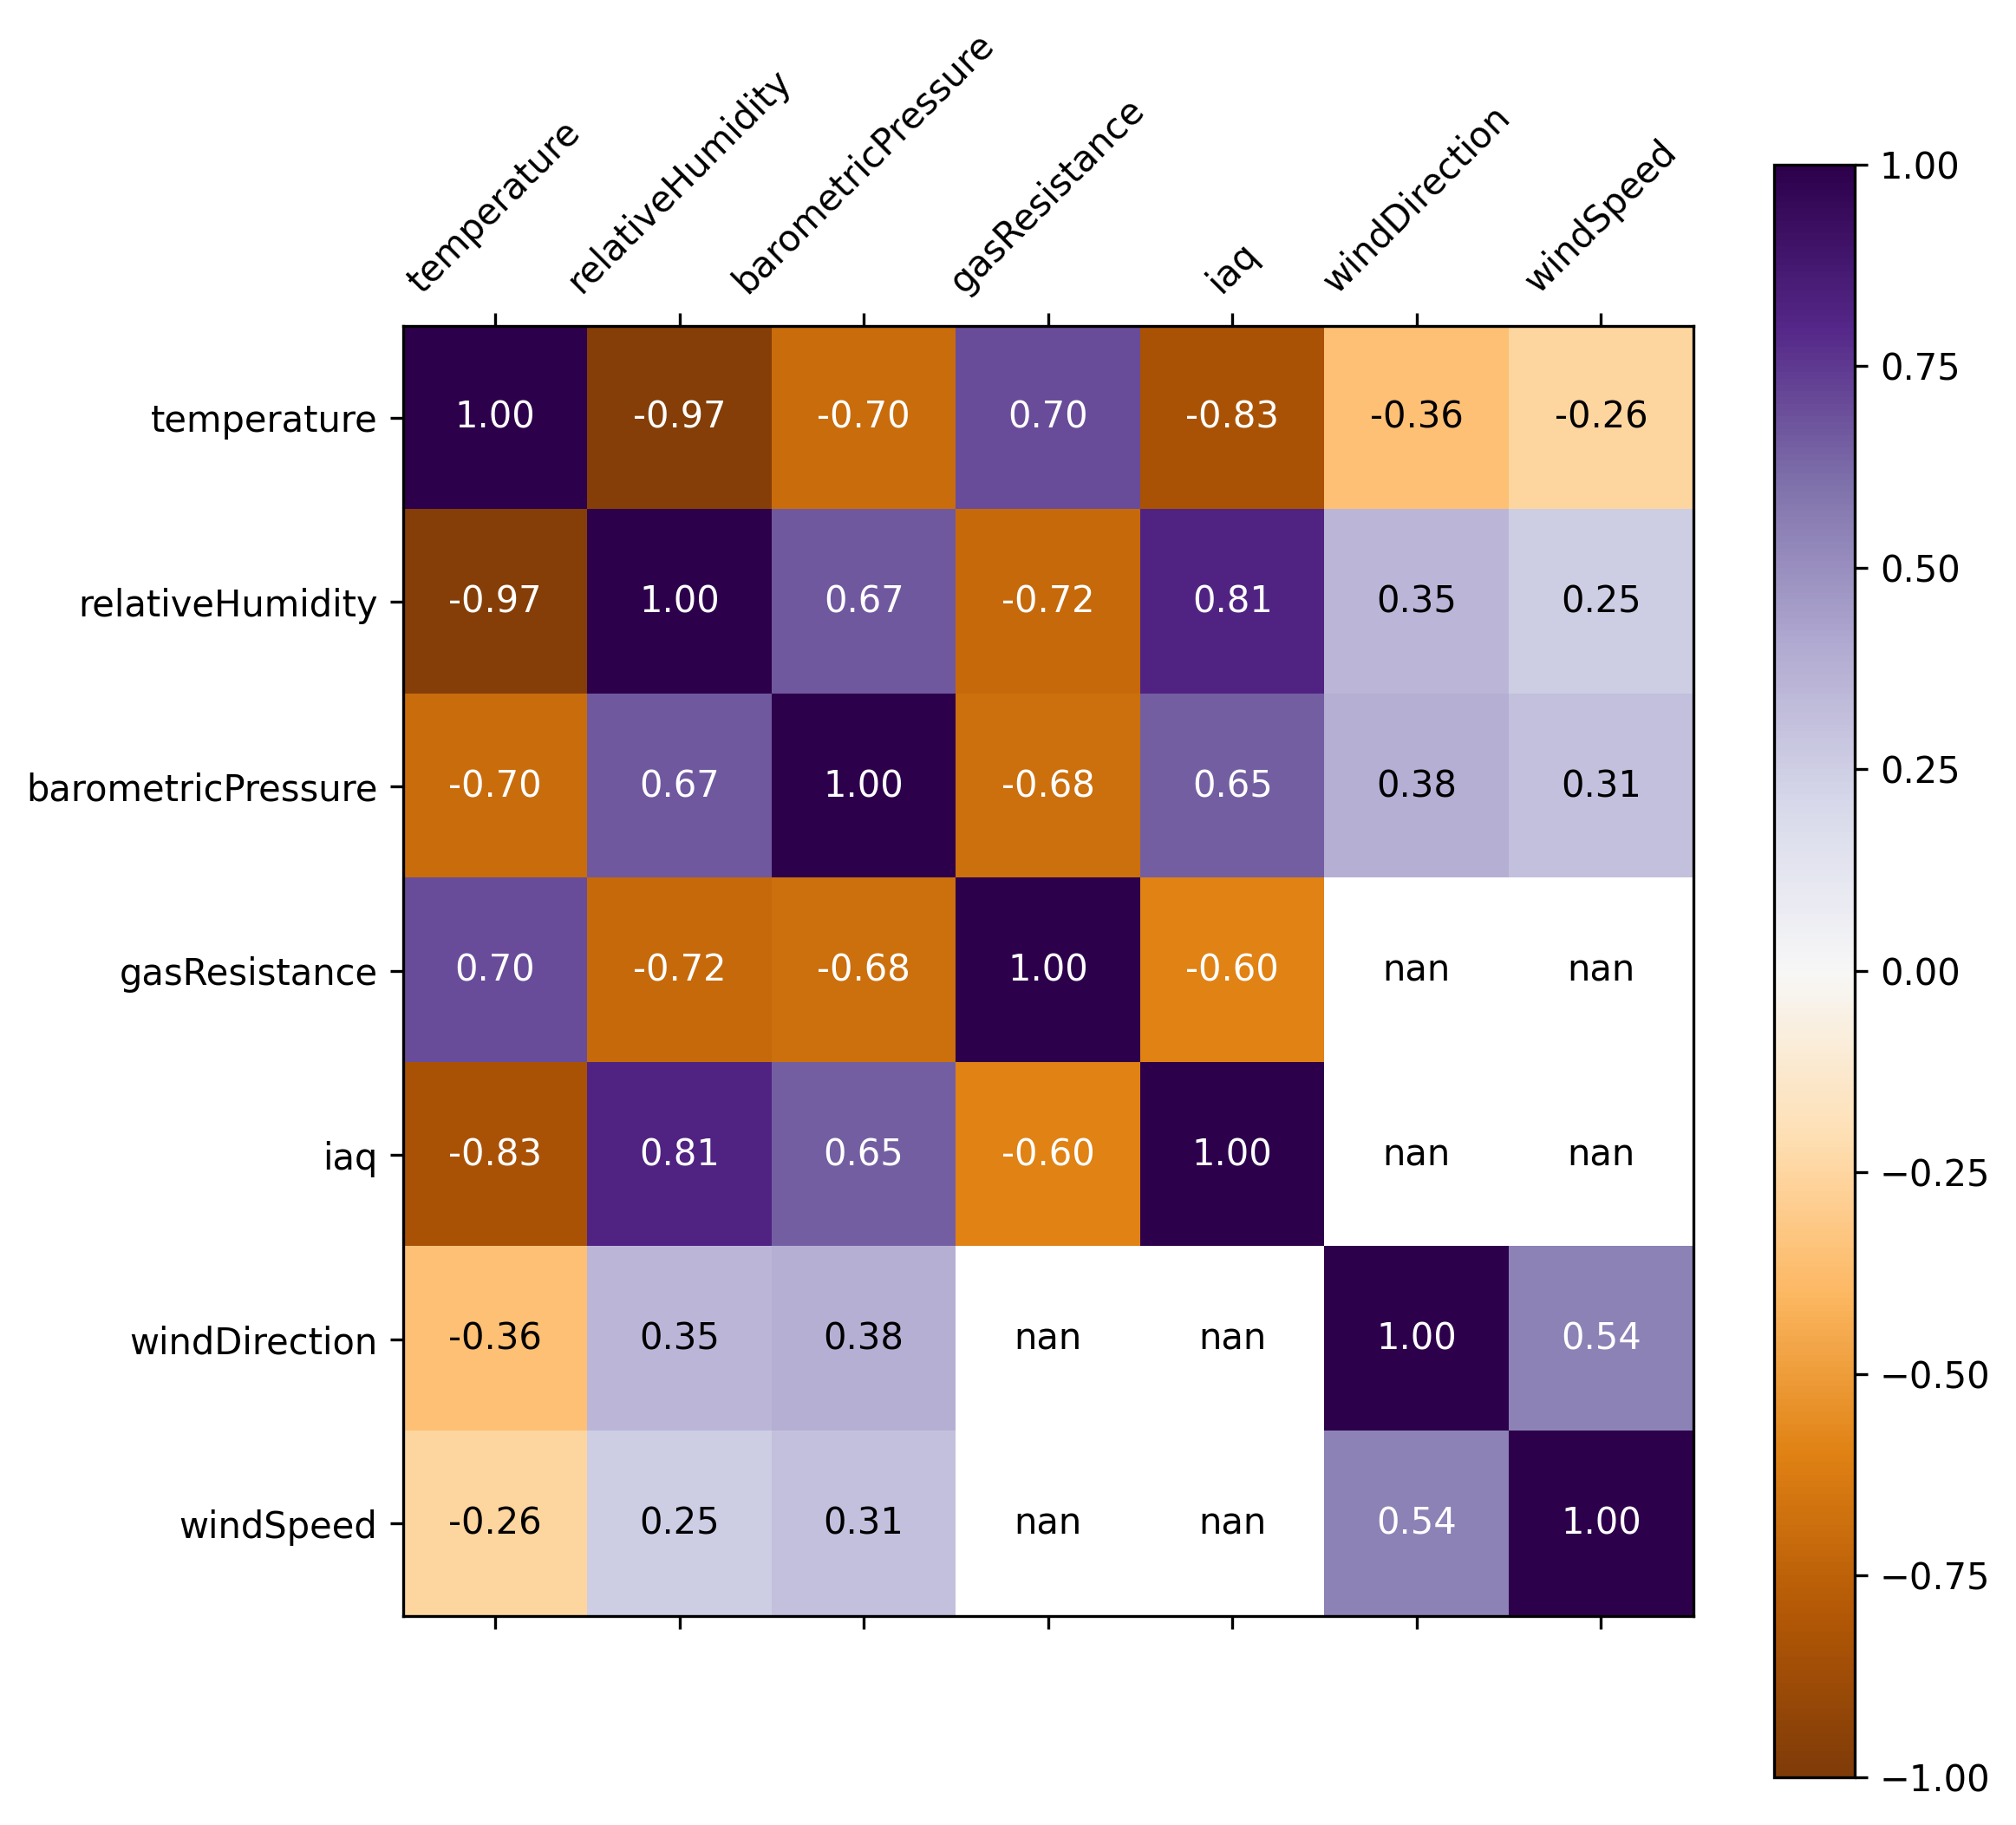 temperature
relativeHumidity
barometricPressure
gasResistance
iaq
windDirection
windSpeed
temperature 1.00 -0.97 -0.70 0.70 -0.83 -0.36 -0.26
relativeHumidity -0.97 1.00 0.67 -0.72 0.81 0.35 0.25
barometricPressure -0.70 0.67 1.00 -0.68 0.65 0.38 0.31
gasResistance 0.70 -0.72 -0.68 1.00 -0.60 nan nan
iaq -0.83 0.81 0.65 -0.60 1.00 nan nan
windDirection -0.36 0.35 0.38 nan nan 1.00 0.54
windSpeed -0.26 0.25 0.31 nan nan 0.54 1.00
1.00
0.75
0.50
0.25
0.00
−0.25
−0.50
−0.75
−1.00